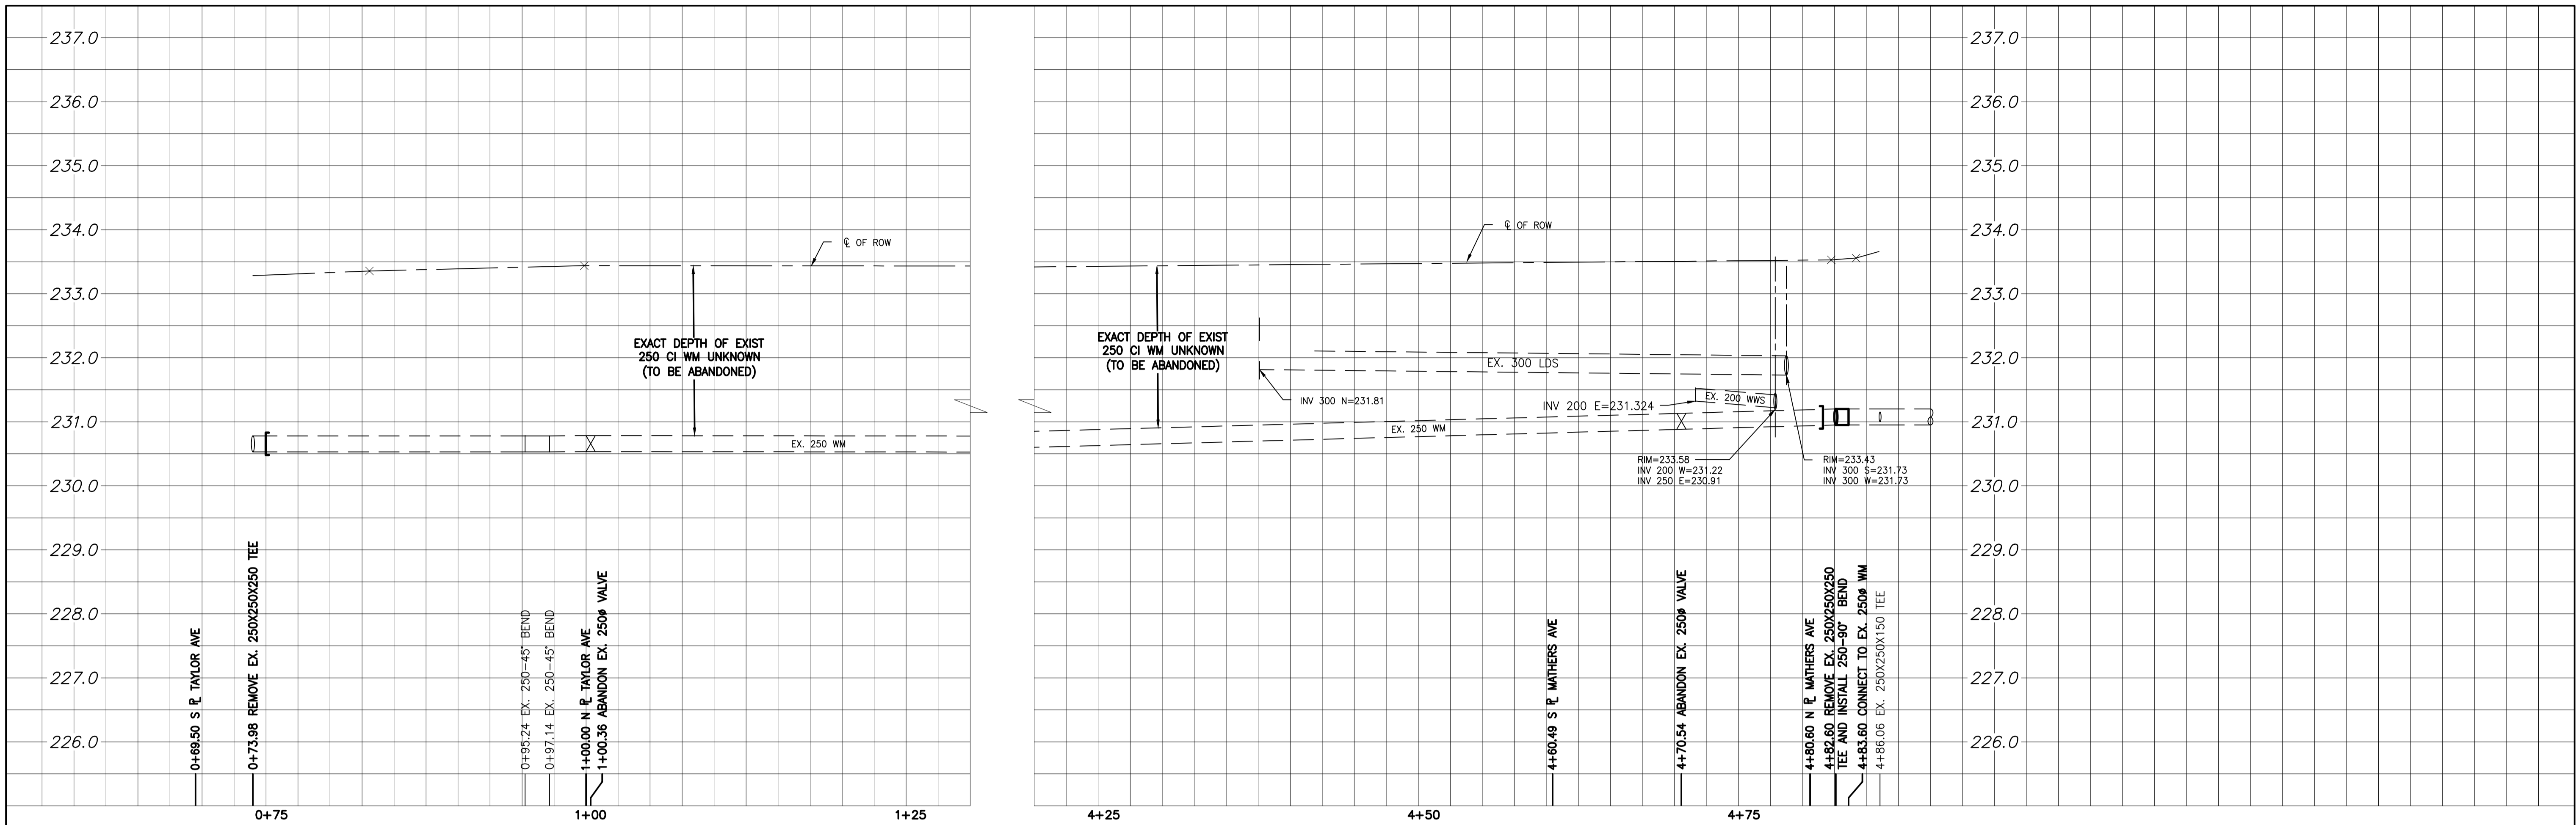 237.0
236.0
235.0
234.0
233.0
232.0
231.0
230.0
229.0
228.0
227.0
226.0
℄ OF ROW
EXACT DEPTH OF EXIST
250 CI WM UNKNOWN
(TO BE ABANDONED)
EX. 250 WM
0+69.50 S ⅊ TAYLOR AVE
0+73.98 REMOVE EX. 250X250X250 TEE
0+95.24 EX. 250-45° BEND
0+97.14 EX. 250-45° BEND
1+00.00 N ⅊ TAYLOR AVE
1+00.36 ABANDON EX. 250ø VALVE
0+75
1+00
1+25
℄ OF ROW
EXACT DEPTH OF EXIST
250 CI WM UNKNOWN
(TO BE ABANDONED)
INV 300 N=231.81
EX. 300 LDS
EX. 200 WWS
INV 200 E=231.324
EX. 250 WM
RIM=233.58
INV 200 W=231.22
INV 250 E=230.91
RIM=233.43
INV 300 S=231.73
INV 300 W=231.73
4+60.49 S ⅊ MATHERS AVE
4+70.54 ABANDON EX. 250ø VALVE
4+80.60 N ⅊ MATHERS AVE
4+82.60 REMOVE EX. 250X250X250
TEE AND INSTALL 250-90° BEND
4+83.60 CONNECT TO EX. 250ø WM
4+86.06 EX. 250X250X150 TEE
4+25
4+50
4+75
237.0
236.0
235.0
234.0
233.0
232.0
231.0
230.0
229.0
228.0
227.0
226.0